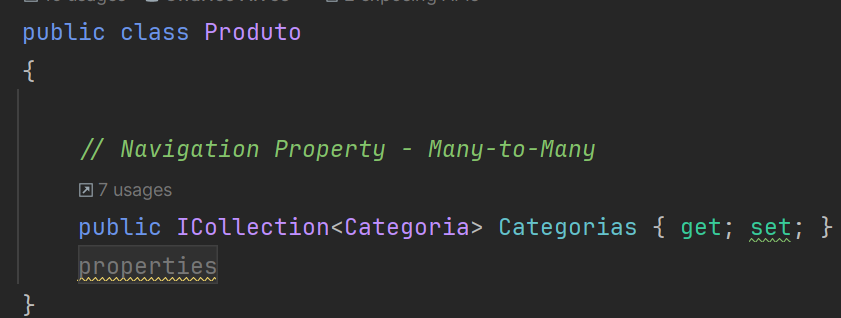 public class Produto
{
// Navigation Property - Many-to-Many
7 usages
public ICollection<Categoria> Categorias { get; set; }
properties
}